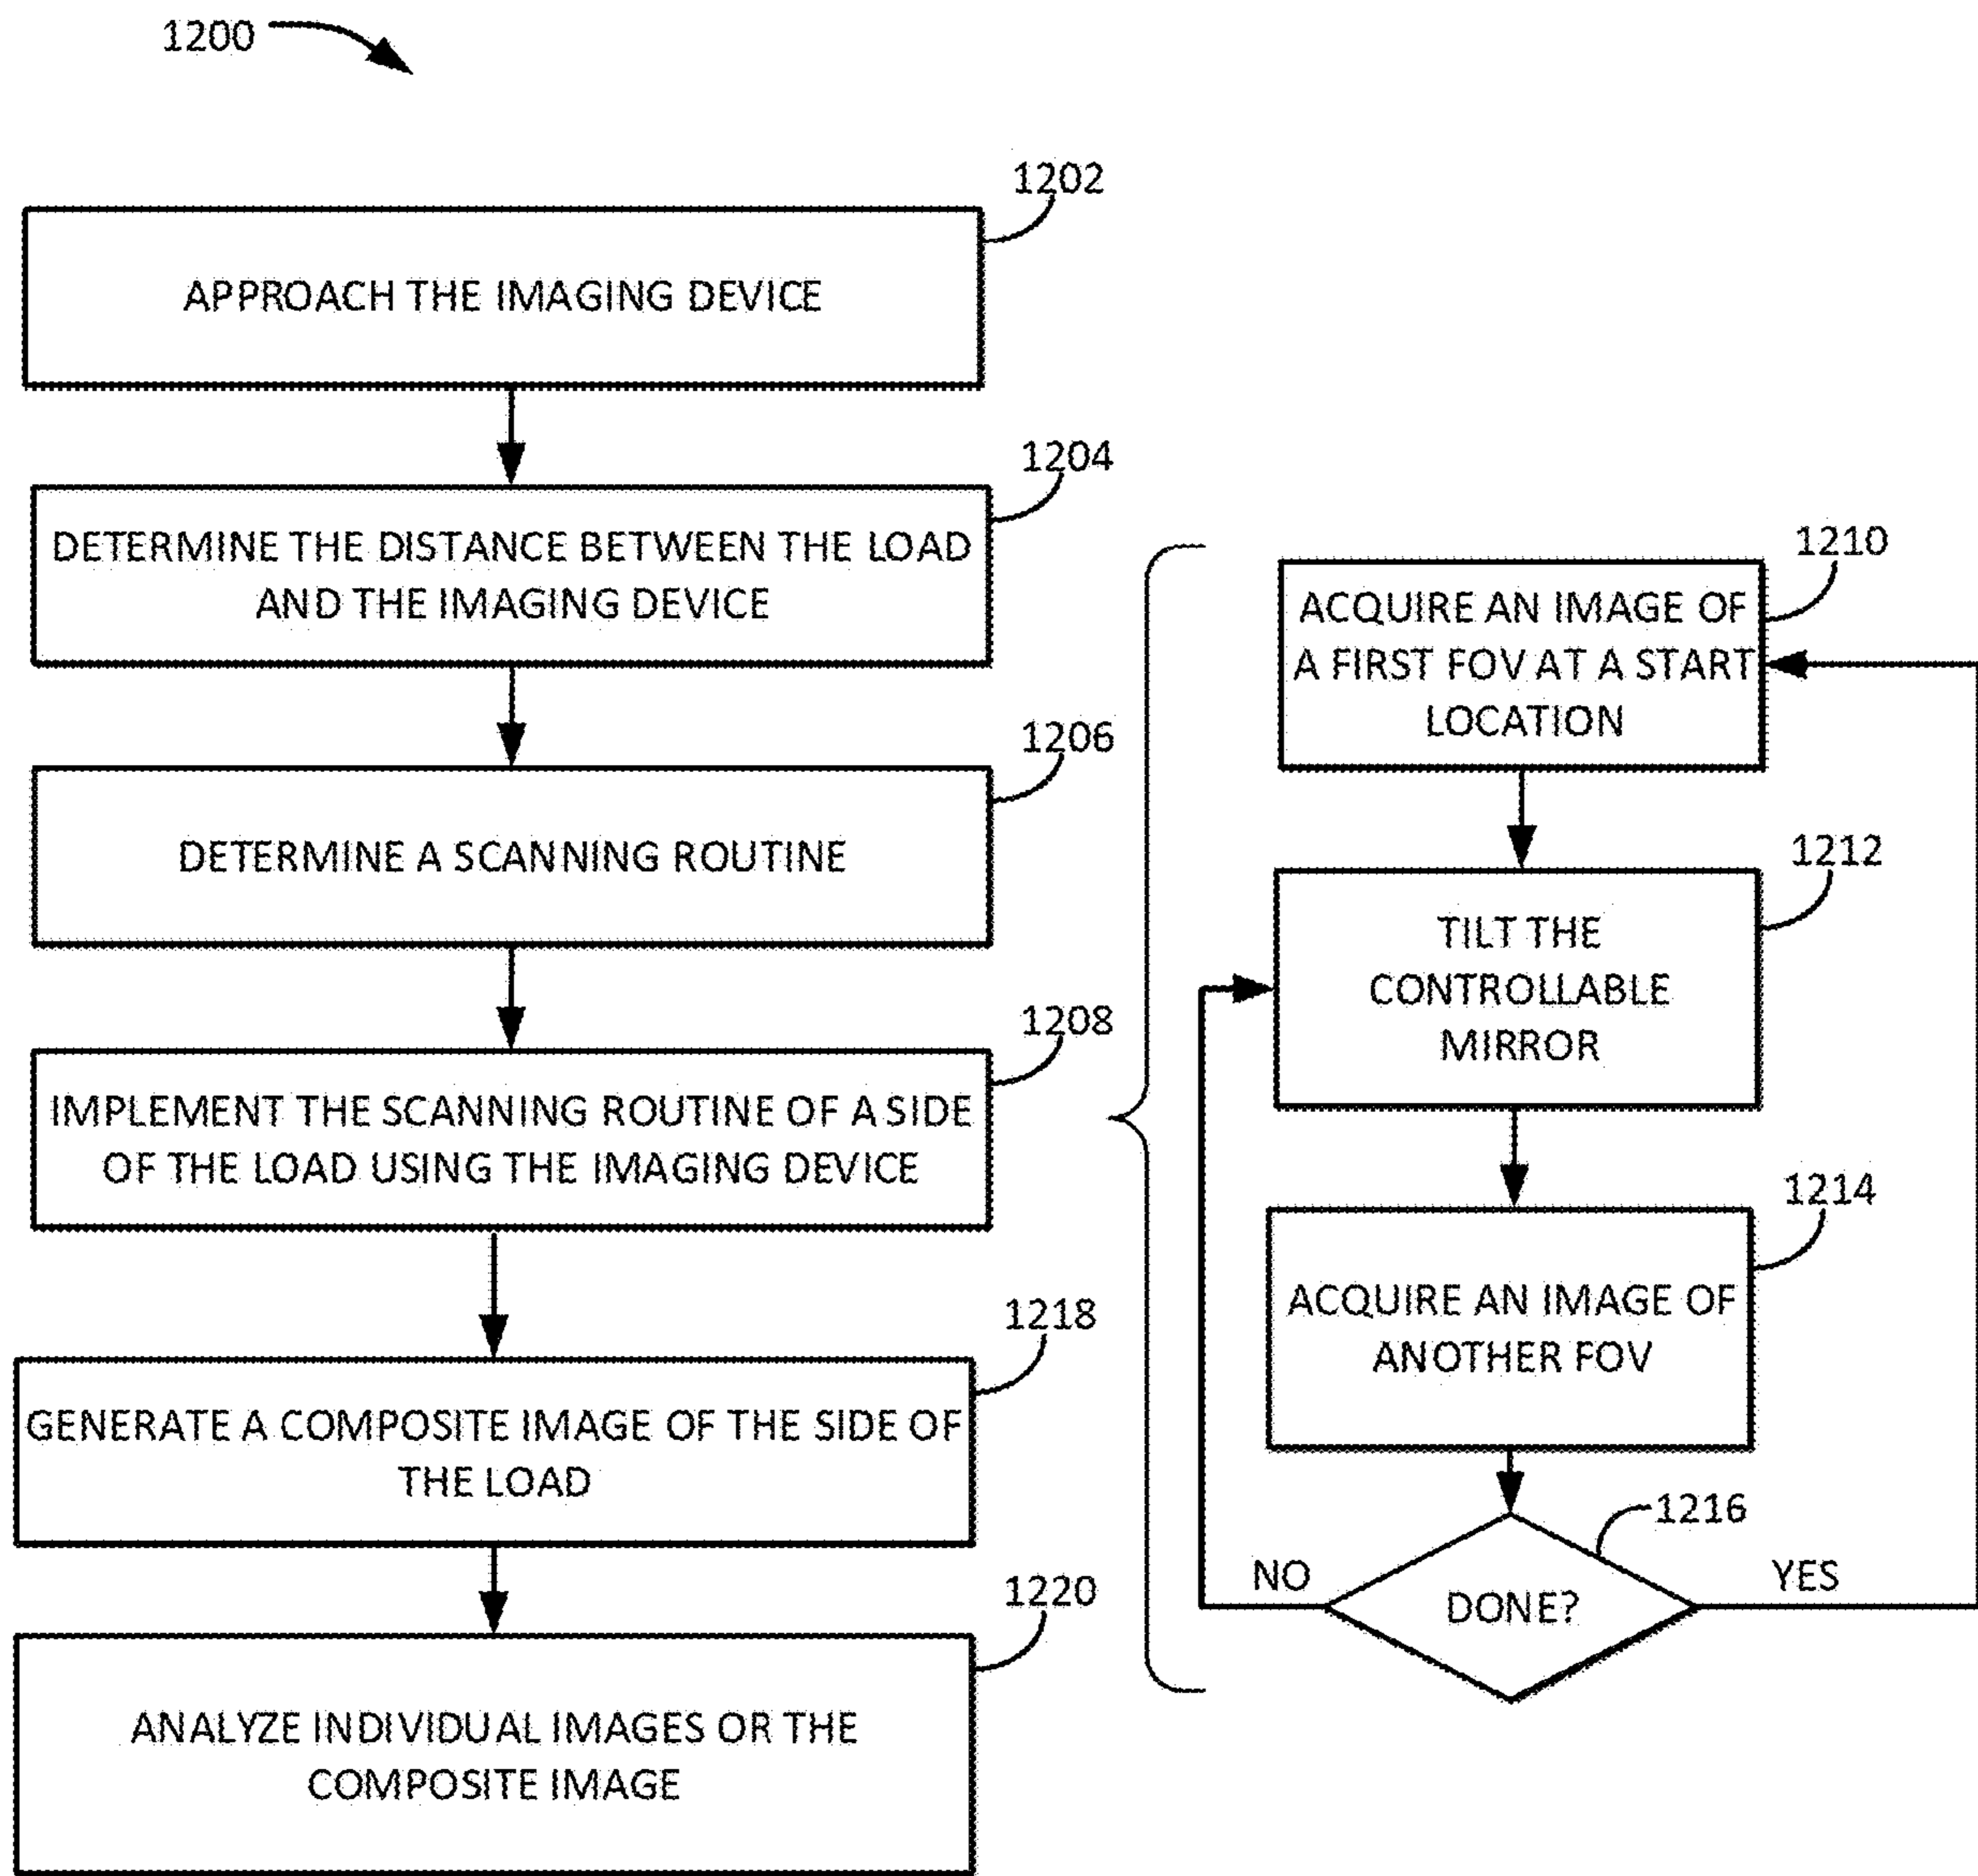 1200
1202
APPROACH THE IMAGING DEVICE
1204
DETERMINE THE DISTANCE BETWEEN THE LOAD
AND THE IMAGING DEVICE
1206
DETERMINE A SCANNING ROUTINE
1208
IMPLEMENT THE SCANNING ROUTINE OF A SIDE
OF THE LOAD USING THE IMAGING DEVICE
1218
GENERATE A COMPOSITE IMAGE OF THE SIDE OF
THE LOAD
1220
ANALYZE INDIVIDUAL IMAGES OR THE
COMPOSITE IMAGE
1210
ACQUIRE AN IMAGE OF
A FIRST FOV AT A START
LOCATION
1212
TILT THE
CONTROLLABLE
MIRROR
1214
ACQUIRE AN IMAGE OF
ANOTHER FOV
1216
NO
DONE?
YES